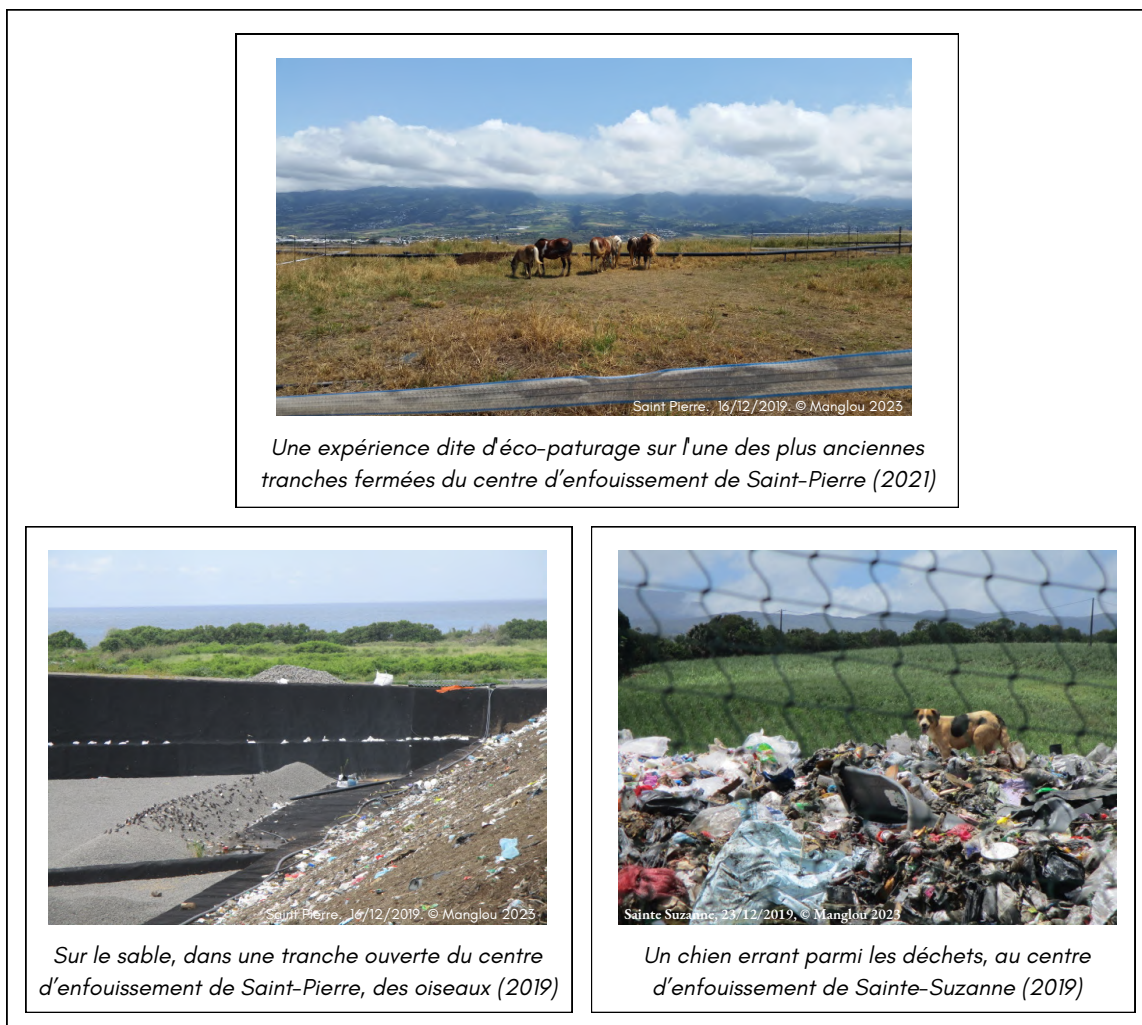 Saint Pierre. 16/12/2019. © Manglou 2023
Une expérience dite d'éco-paturage sur l'une des plus anciennes
tranches fermées du centre d'enfouissement de Saint-Pierre (2021)
Saint Pierre. 16/12/2019. © Manglou 2023
Sur le sable, dans une tranche ouverte du centre
d'enfouissement de Saint-Pierre, des oiseaux (2019)
Sainte Suzanne, 23/12/2019, © Manglou 2023
Un chien errant parmi les déchets, au centre
d'enfouissement de Sainte-Suzanne (2019)